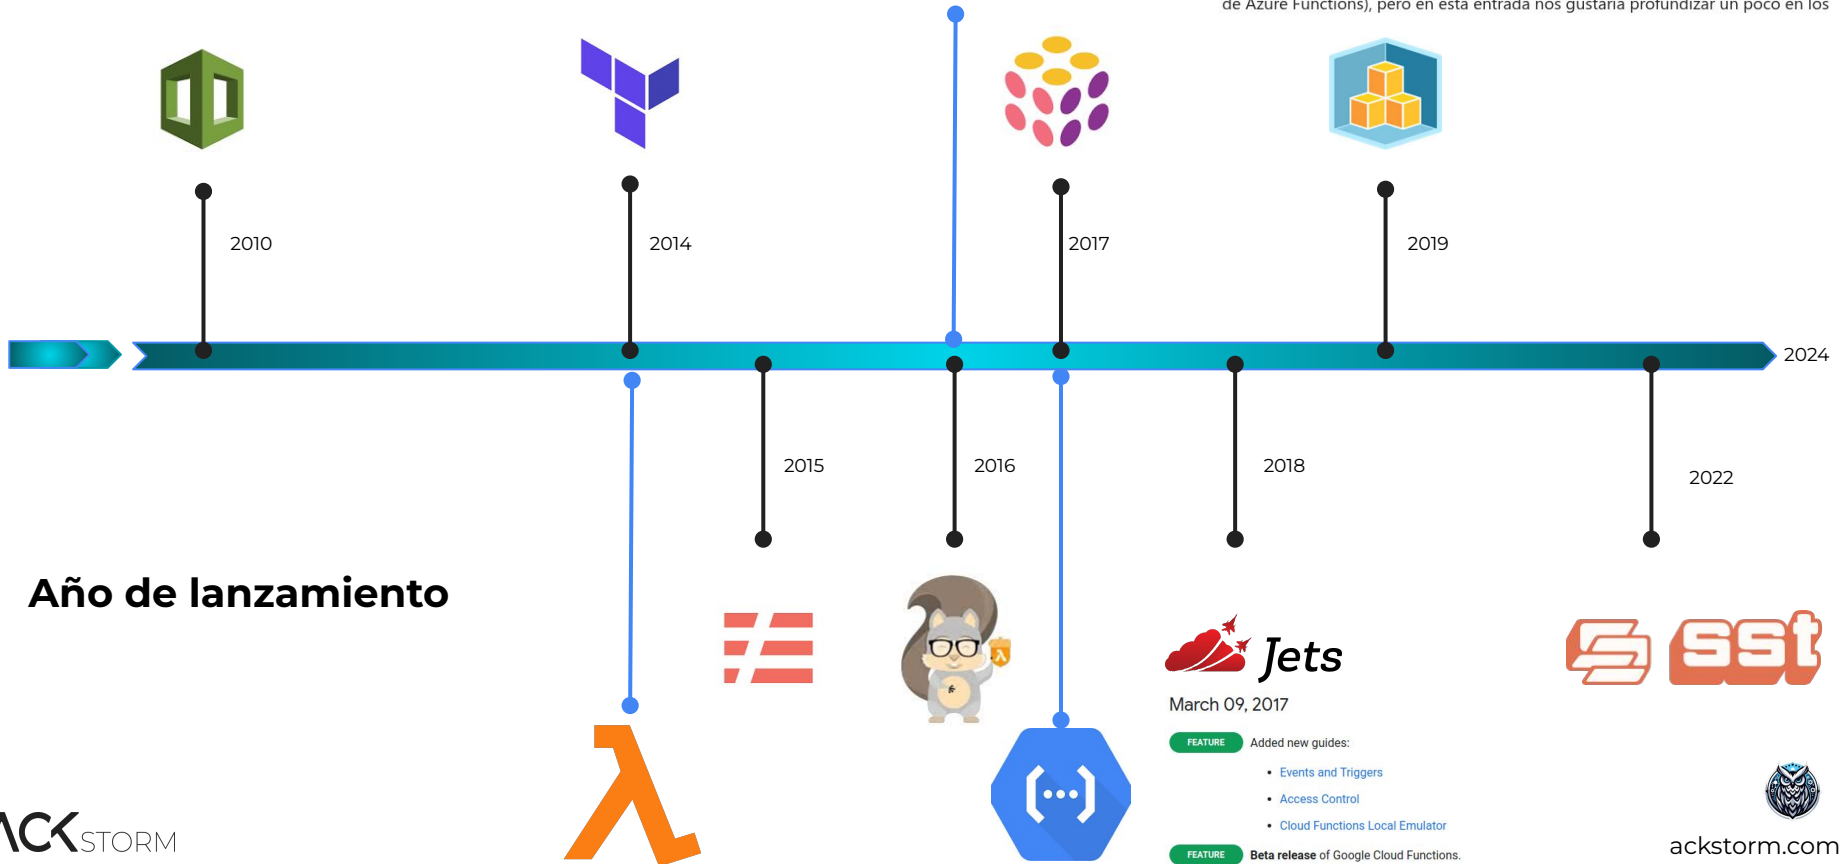 de Azure Functions), pero en esta entrada nos gustaría profundizar un poco en los
2010
2014
2017
2019
2024
2015
2016
2018
2022
Año de lanzamiento
Jets
sst
March 09, 2017
FEATURE Added new guides:
• Events and Triggers
• Access Control
• Cloud Functions Local Emulator
FEATURE Beta release of Google Cloud Functions.
ACKSTORM
ackstorm.com